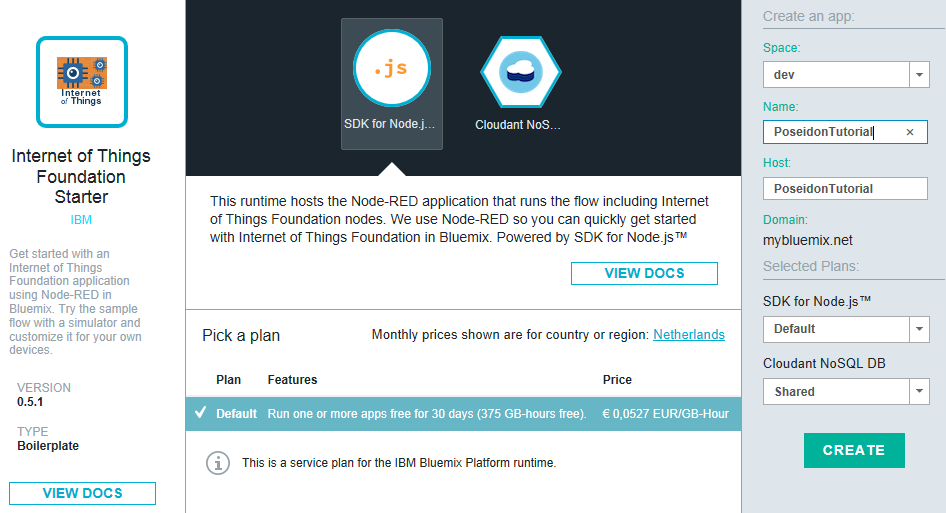 Internet
of Things
Internet of Things
Foundation
Starter
IBM
Get started with an
Internet of Things
Foundation application
using Node-RED in
Bluemix. Try the sample
flow with a simulator and
customize it for your own
devices.
VERSION
0.5.1
TYPE
Boilerplate
VIEW DOCS
.js
SDK for Node.j...
Cloudant NoS...
This runtime hosts the Node-RED application that runs the flow including Internet
of Things Foundation nodes. We use Node-RED so you can quickly get started
with Internet of Things Foundation in Bluemix. Powered by SDK for Node.js™
VIEW DOCS
Pick a plan
Monthly prices shown are for country or region: Netherlands
Plan Features Price
Default Run one or more apps free for 30 days (375 GB-hours free). € 0,0527 EUR/GB-Hour
This is a service plan for the IBM Bluemix Platform runtime.
Create an app:
Space:
dev
Name:
PoseidonTutorial
Host:
PoseidonTutorial
Domain:
mybluemix.net
Selected Plans:
SDK for Node.js™
Default
Cloudant NoSQL DB
Shared
CREATE